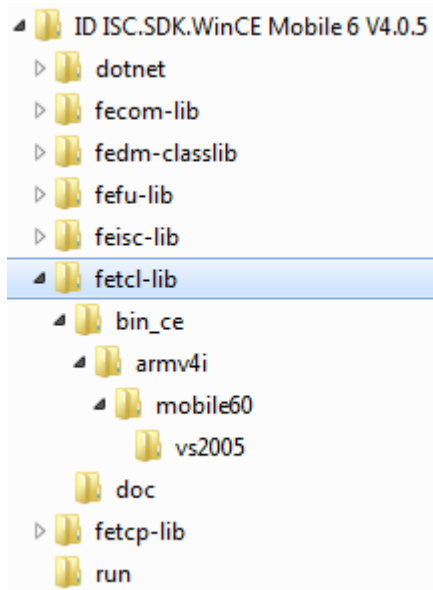 ID ISC.SDK.WinCE Mobile 6 V4.0.5
dotnet
fecom-lib
fedm-classlib
fefu-lib
feisc-lib
fetcl-lib
bin_ce
armv4i
mobile60
vs2005
doc
fetcp-lib
run